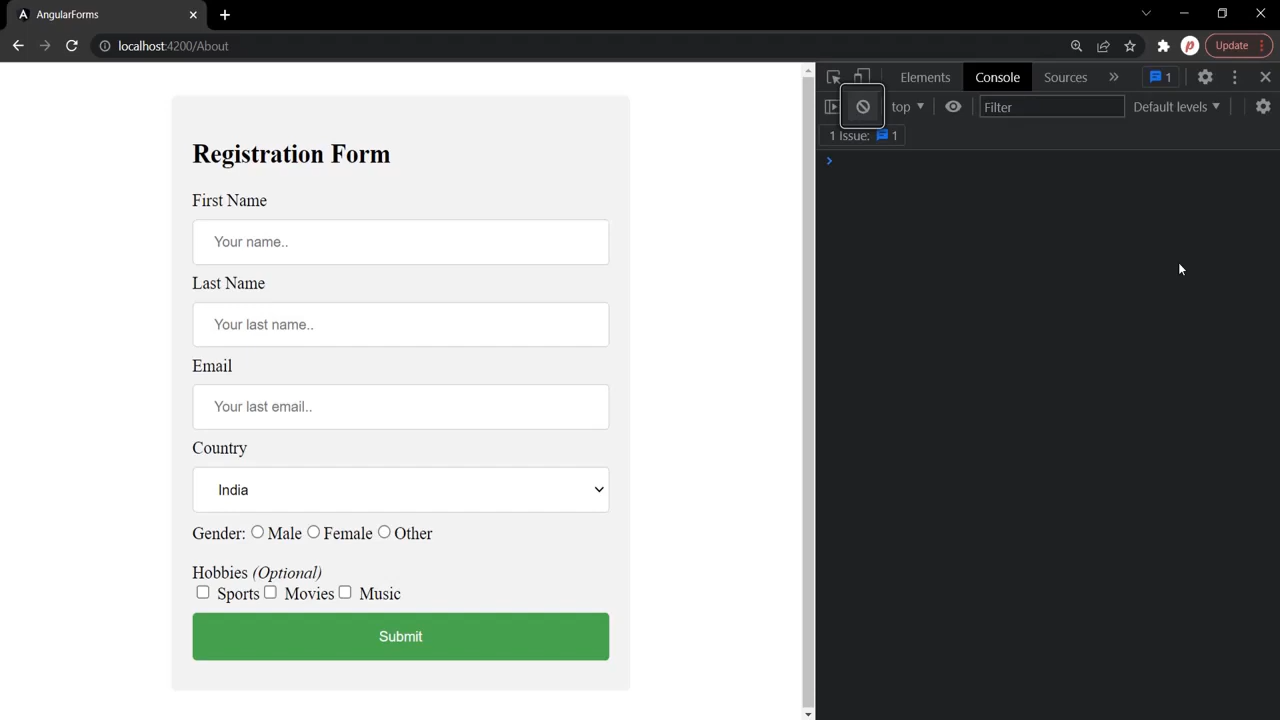 AngularForms
localhost:4200/About
Update
Elements
Console
Sources
1
top
Filter
Default levels
1 Issue: 1
Registration Form
First Name
Your name..
Last Name
Your last name..
Email
Your last email..
Country
India
Gender: Male Female Other
Hobbies (Optional)
Sports Movies Music
Submit